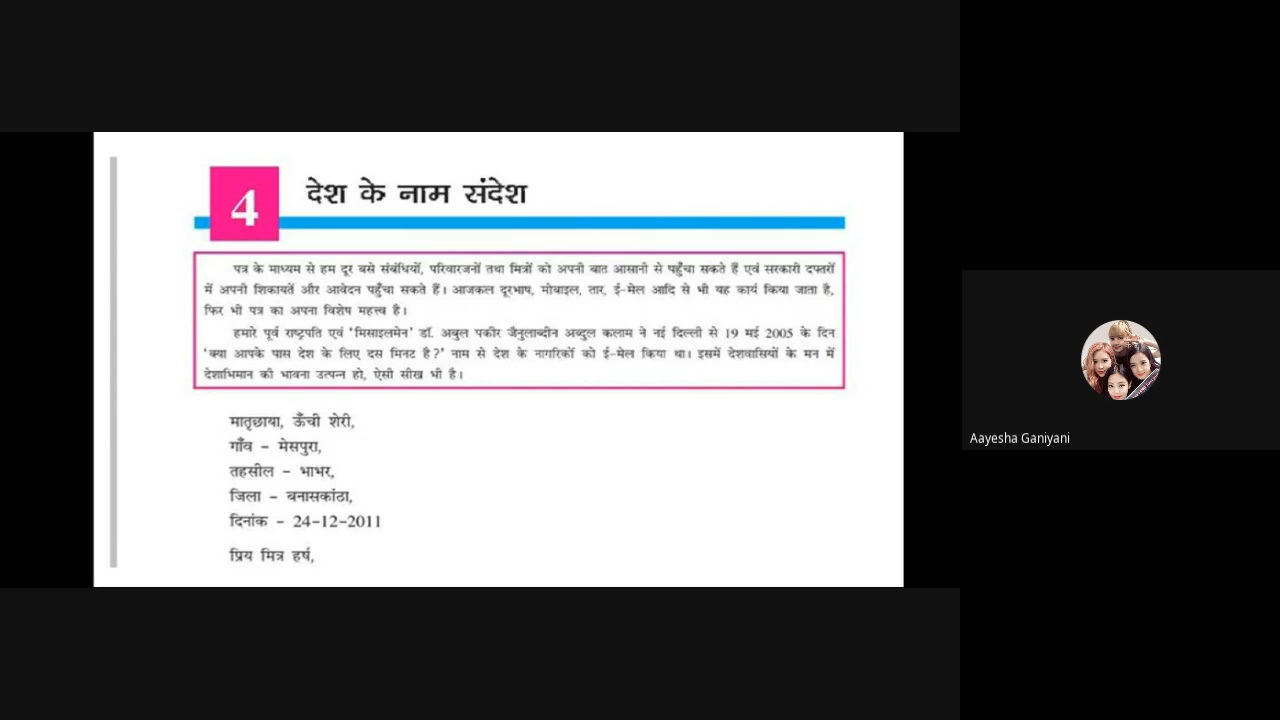 4
देश के नाम संदेश
पत्र के माध्यम से हम दूर बसे संबंधियों, परिवारजनों तथा मित्रों को अपनी बात आसानी से पहुँचा सकते हैं एवं सरकारी दफ्तरों
में अपनी शिकायतें और आवेदन पहुँचा सकते हैं। आजकल दूरभाष, मोबाइल, तार, ई-मेल आदि से भी यह कार्य किया जाता है,
फिर भी पत्र का अपना विशेष महत्त्व है।
हमारे पूर्व राष्ट्रपति एवं 'मिसाइलमेन' डॉ. अबुल पकीर जैनुलाब्दीन अब्दुल कलाम ने नई दिल्ली से 19 मई 2005 के दिन
'क्या आपके पास देश के लिए दस मिनट है?' नाम से देश के नागरिकों को ई-मेल किया था। इसमें देशवासियों के मन में
देशाभिमान की भावना उत्पन्न हो, ऐसी सीख भी है।
मातृछाया, ऊँची शेरी,
गाँव - मेसपुरा,
तहसील - भाभर,
जिला - बनासकांठा,
दिनांक - 24-12-2011
प्रिय मित्र हर्ष,
Aayesha Ganiyani